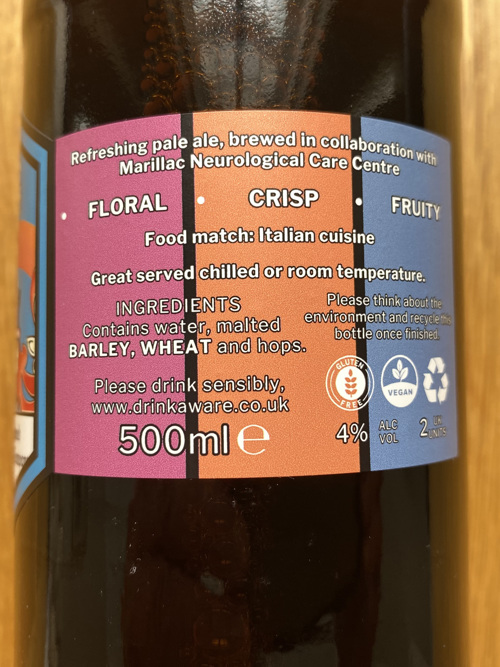 Refreshing pale ale, brewed in collaboration with
Marillac Neurological Care Centre
• FLORAL • CRISP • FRUITY
Food match: Italian cuisine
Great served chilled or room temperature.
INGREDIENTS
Contains water, malted
BARLEY, WHEAT and hops.
Please think about the
environment and recycle this
bottle once finished.
GLUTEN
FREE
VEGAN
Please drink sensibly,
www.drinkaware.co.uk
500ml ℮
4% ALC
VOL
2 UK
UNITS